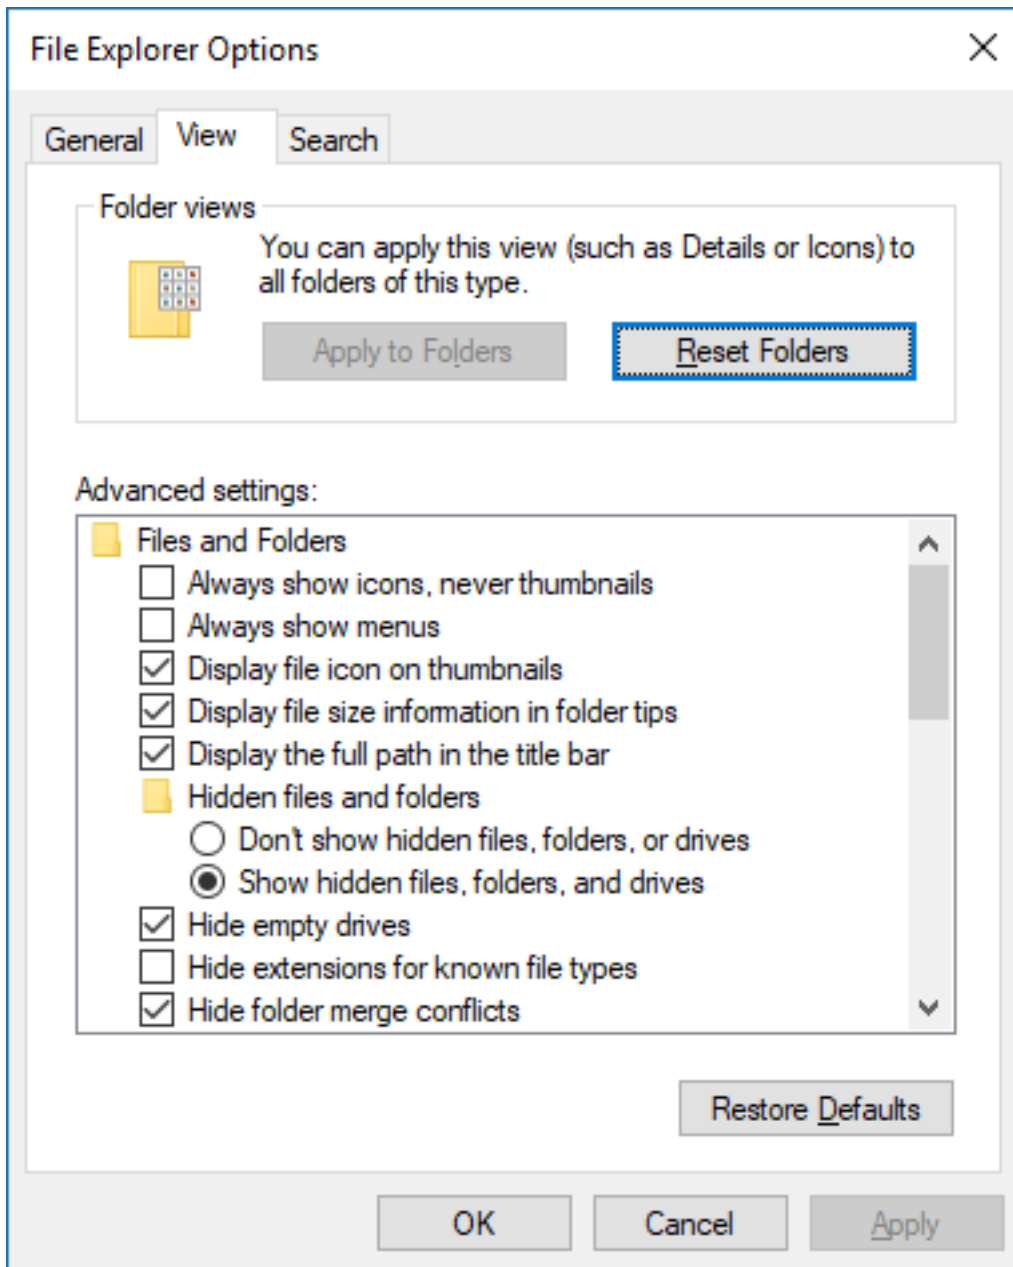 File Explorer Options
General
View
Search
Folder views
You can apply this view (such as Details or Icons) to
all folders of this type.
Apply to Folders
Reset Folders
Advanced settings:
Files and Folders
Always show icons, never thumbnails
Always show menus
Display file icon on thumbnails
Display file size information in folder tips
Display the full path in the title bar
Hidden files and folders
Don't show hidden files, folders, or drives
Show hidden files, folders, and drives
Hide empty drives
Hide extensions for known file types
Hide folder merge conflicts
Restore Defaults
OK
Cancel
Apply